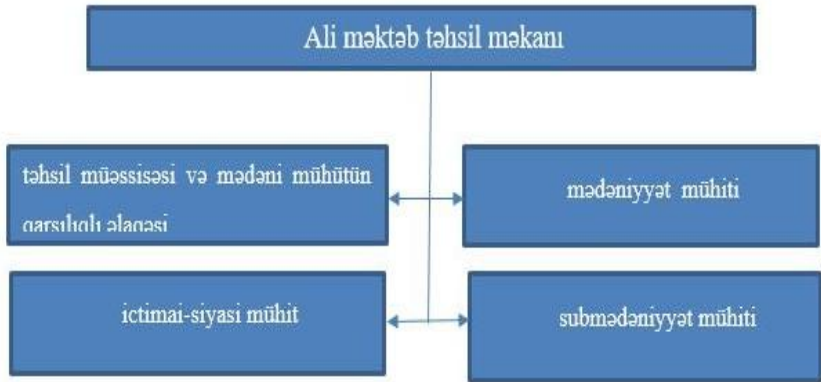 Ali məktəb təhsil məkanı
təhsil müəssisəsi və mədəni mühütün
qarşılıqlı əlaqəsi
mədəniyyət mühiti
ictimai-siyasi mühit
submədəniyyət mühiti